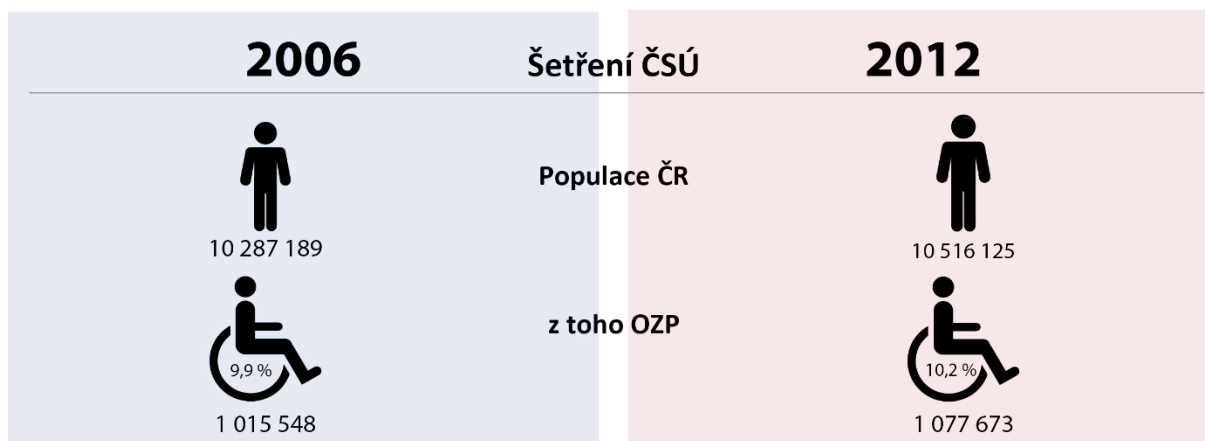 2006 Šetření ČSÚ 2012
Populace ČR
10 287 189 10 516 125
z toho OZP
9,9 % 10,2 %
1 015 548 1 077 673